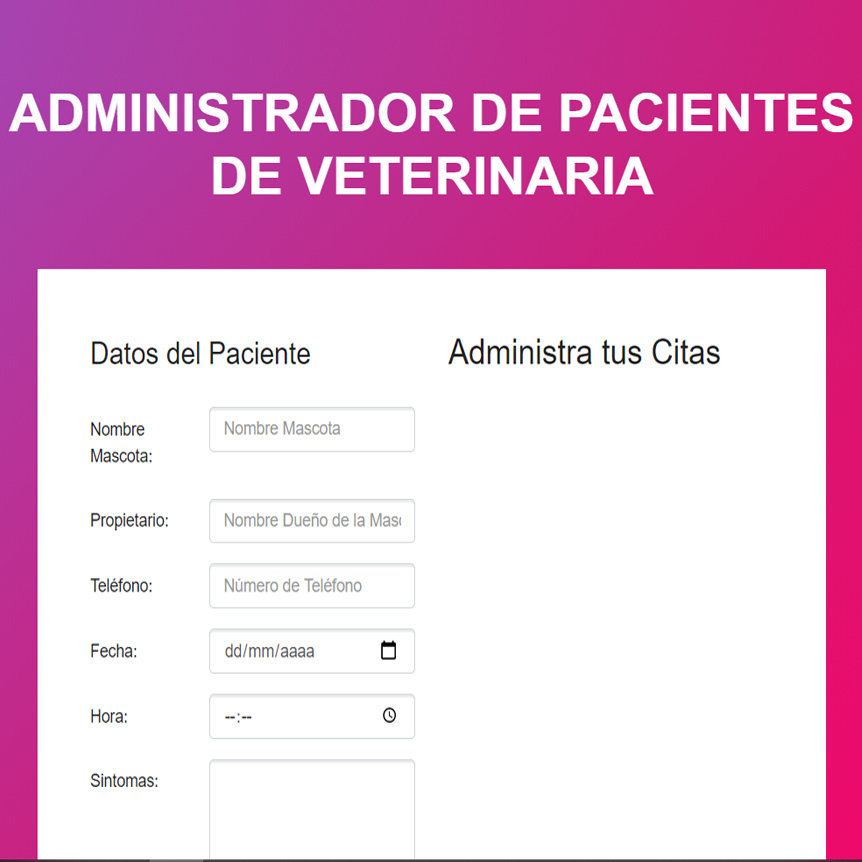 ADMINISTRADOR DE PACIENTES
DE VETERINARIA
Datos del Paciente
Administra tus Citas
Nombre
Mascota:
Nombre Mascota
Propietario:
Nombre Dueño de la Masc
Teléfono:
Número de Teléfono
Fecha:
dd/mm/aaaa
Hora:
--:--
Sintomas: